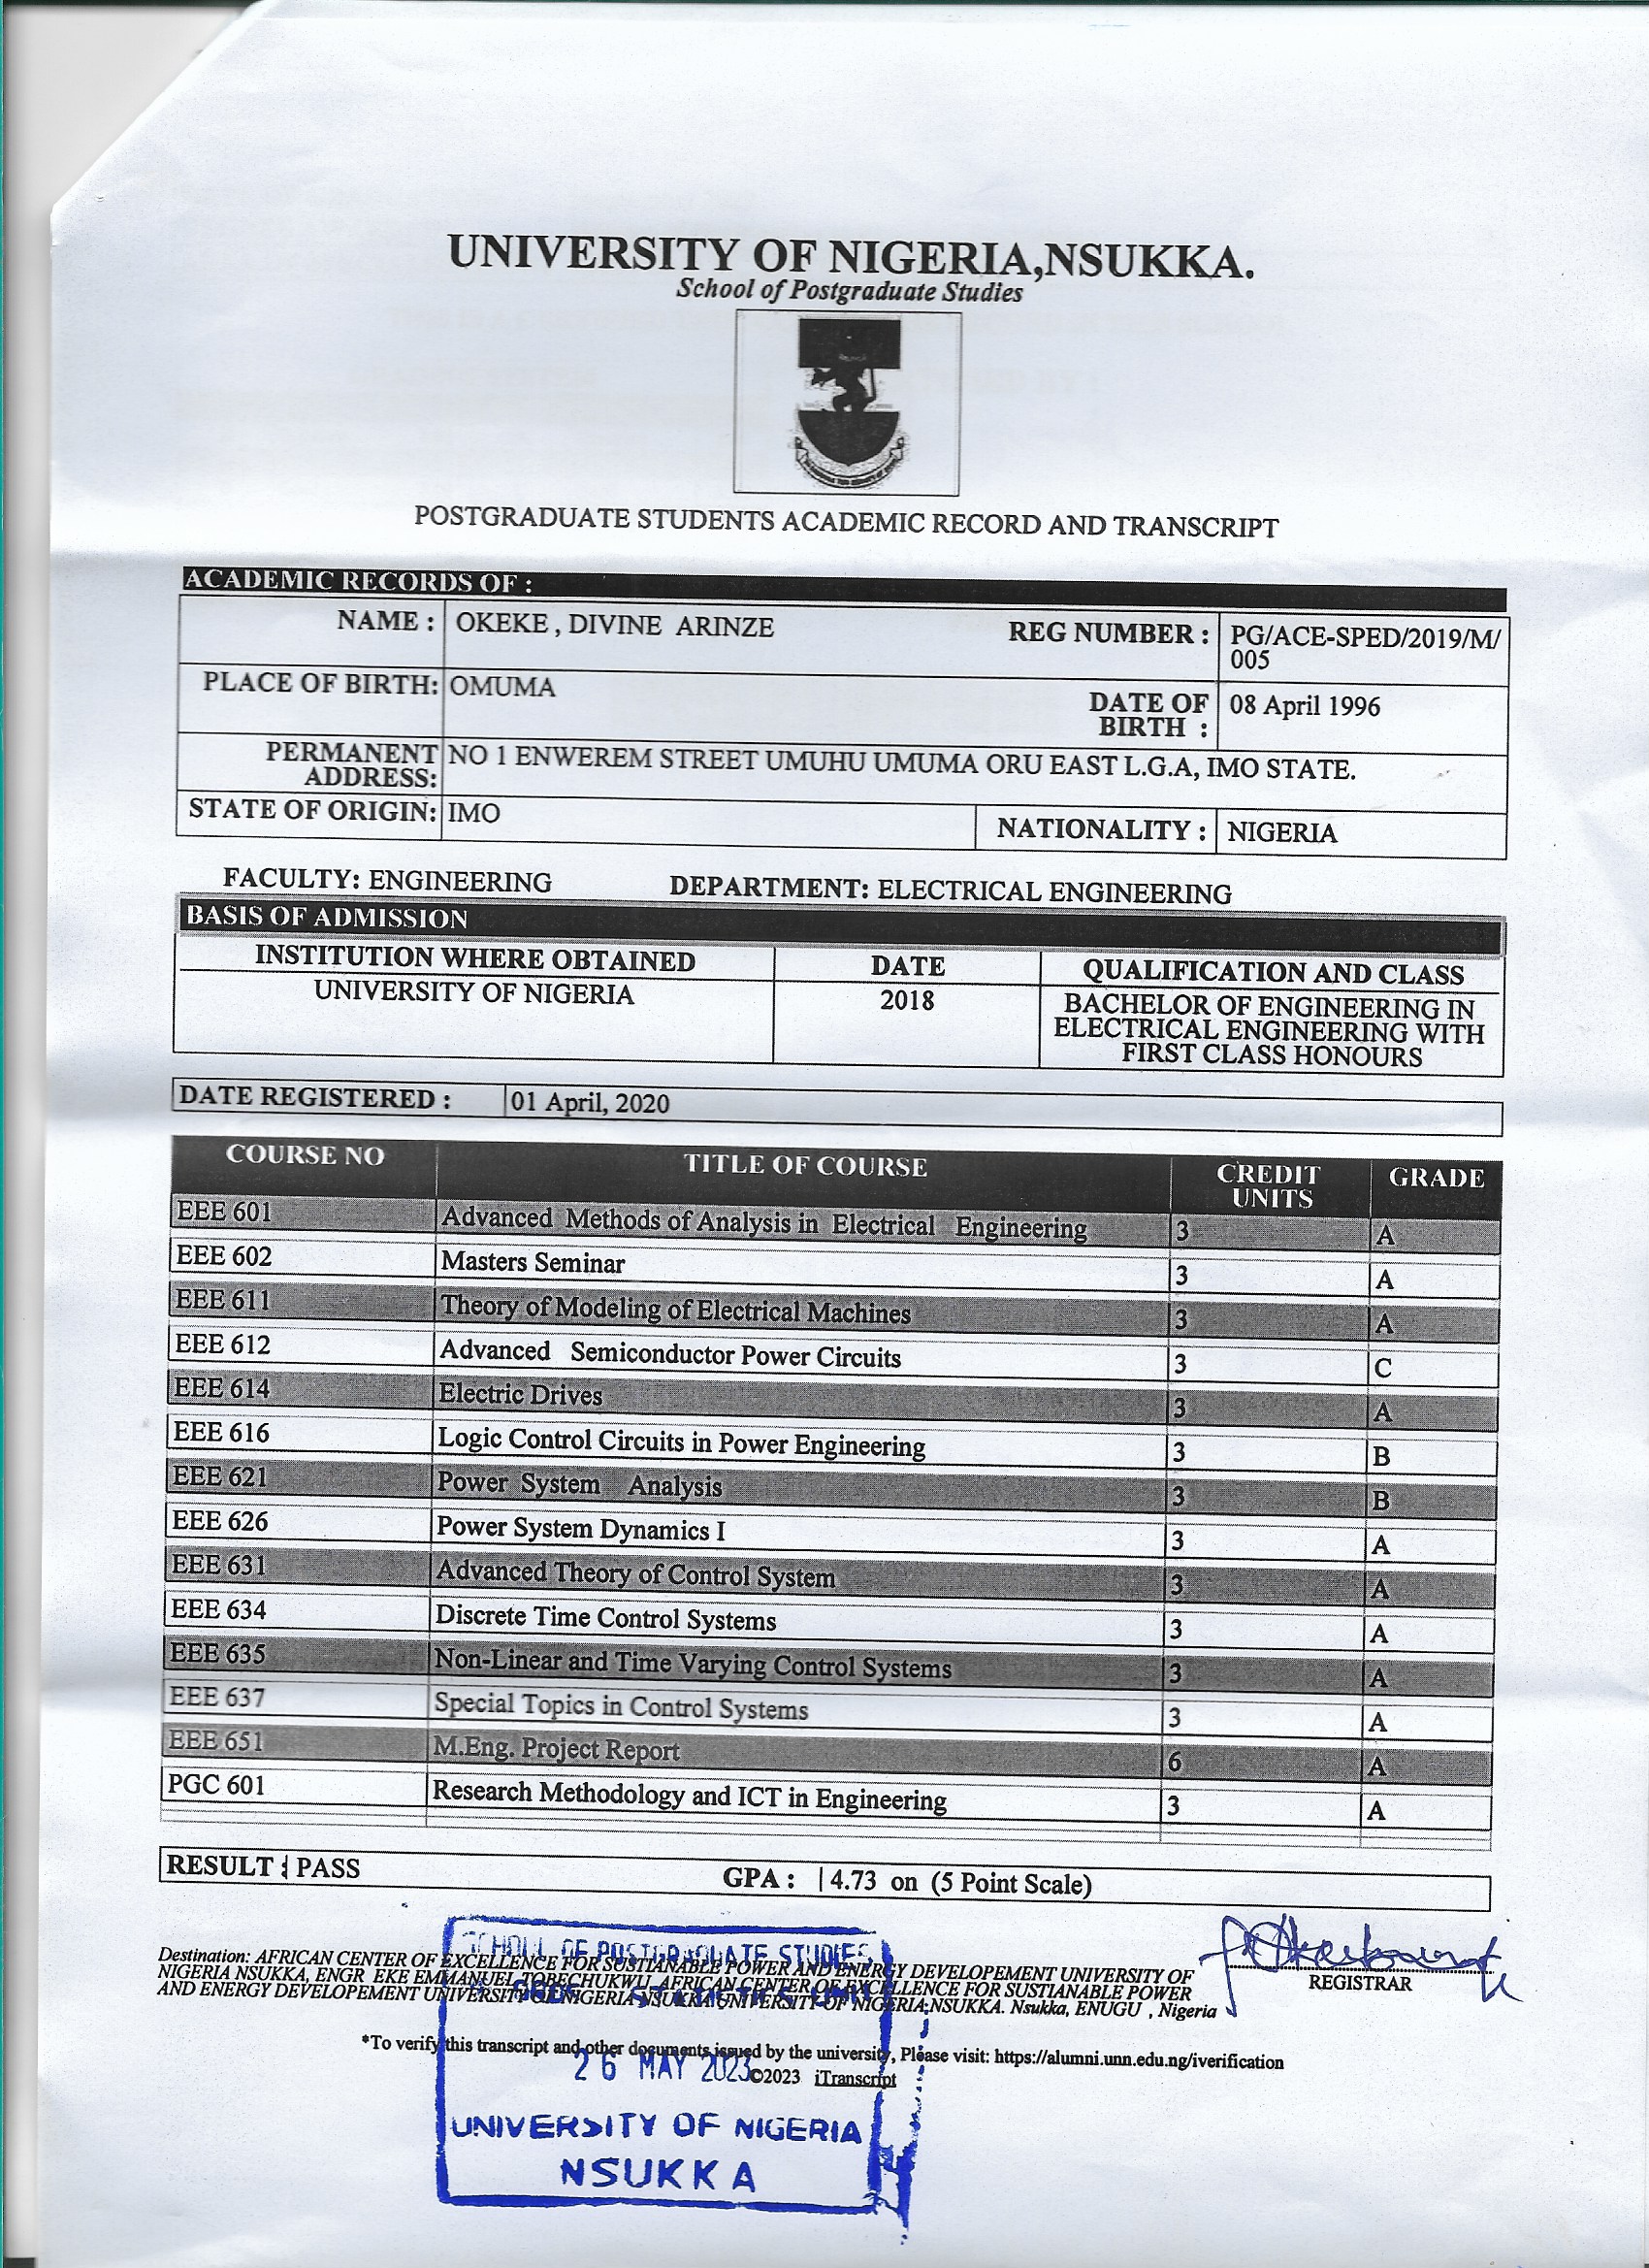 UNIVERSITY OF NIGERIA,NSUKKA.
School of Postgraduate Studies
POSTGRADUATE STUDENTS ACADEMIC RECORD AND TRANSCRIPT
ACADEMIC RECORDS OF :
NAME : OKEKE , DIVINE ARINZE REG NUMBER : PG/ACE-SPED/2019/M/
005
PLACE OF BIRTH: OMUMA DATE OF BIRTH : 08 April 1996
PERMANENT ADDRESS: NO 1 ENWEREM STREET UMUHU UMUMA ORU EAST L.G.A, IMO STATE.
STATE OF ORIGIN: IMO NATIONALITY : NIGERIA
FACULTY: ENGINEERING DEPARTMENT: ELECTRICAL ENGINEERING
BASIS OF ADMISSION
INSTITUTION WHERE OBTAINED DATE QUALIFICATION AND CLASS
UNIVERSITY OF NIGERIA 2018 BACHELOR OF ENGINEERING IN
ELECTRICAL ENGINEERING WITH
FIRST CLASS HONOURS
DATE REGISTERED : 01 April, 2020
COURSE NO TITLE OF COURSE CREDIT UNITS GRADE
EEE 601 Advanced Methods of Analysis in Electrical Engineering 3 A
EEE 602 Masters Seminar 3 A
EEE 611 Theory of Modeling of Electrical Machines 3 A
EEE 612 Advanced Semiconductor Power Circuits 3 C
EEE 614 Electric Drives 3 A
EEE 616 Logic Control Circuits in Power Engineering 3 B
EEE 621 Power System Analysis 3 B
EEE 626 Power System Dynamics I 3 A
EEE 631 Advanced Theory of Control System 3 A
EEE 634 Discrete Time Control Systems 3 A
EEE 635 Non-Linear and Time Varying Control Systems 3 A
EEE 637 Special Topics in Control Systems 3 A
EEE 651 M.Eng. Project Report 6 A
PGC 601 Research Methodology and ICT in Engineering 3 A
RESULT : PASS GPA : 4.73 on (5 Point Scale)
SCHOOL OF POSTGRADUATE STUDIES
Destination: AFRICAN CENTER OF EXCELLENCE FOR SUSTIANABLE POWER AND ENERGY DEVELOPEMENT UNIVERSITY OF
NIGERIA NSUKKA, ENGR EKE EMMANUEL TOBECHUKWU, AFRICAN CENTER OF EXCELLENCE FOR SUSTIANABLE POWER
AND ENERGY DEVELOPEMENT UNIVERSITY OF NIGERIA NSUKKA UNIVERSITY OF NIGERIA,NSUKKA. Nsukka, ENUGU , Nigeria
REGISTRAR
*To verify this transcript and other documents issued by the university, Please visit: https://alumni.unn.edu.ng/iverification
26 MAY 2023
©2023 iTranscript
UNIVERSITY OF NIGERIA
NSUKKA